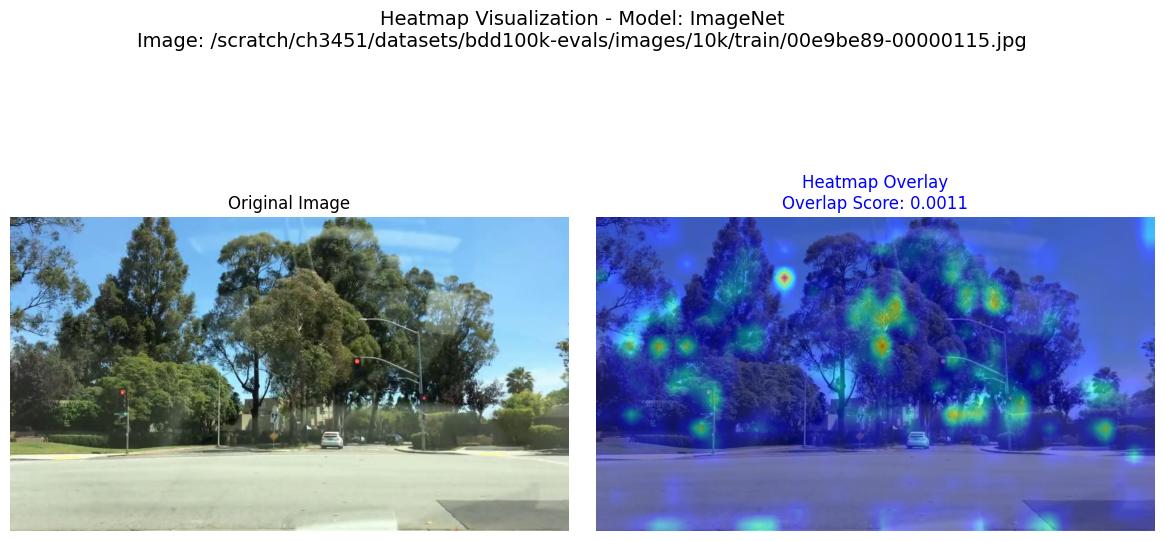 Heatmap Visualization - Model: ImageNet
Image: /scratch/ch3451/datasets/bdd100k-evals/images/10k/train/00e9be89-00000115.jpg
Original Image
Heatmap Overlay
Overlap Score: 0.0011